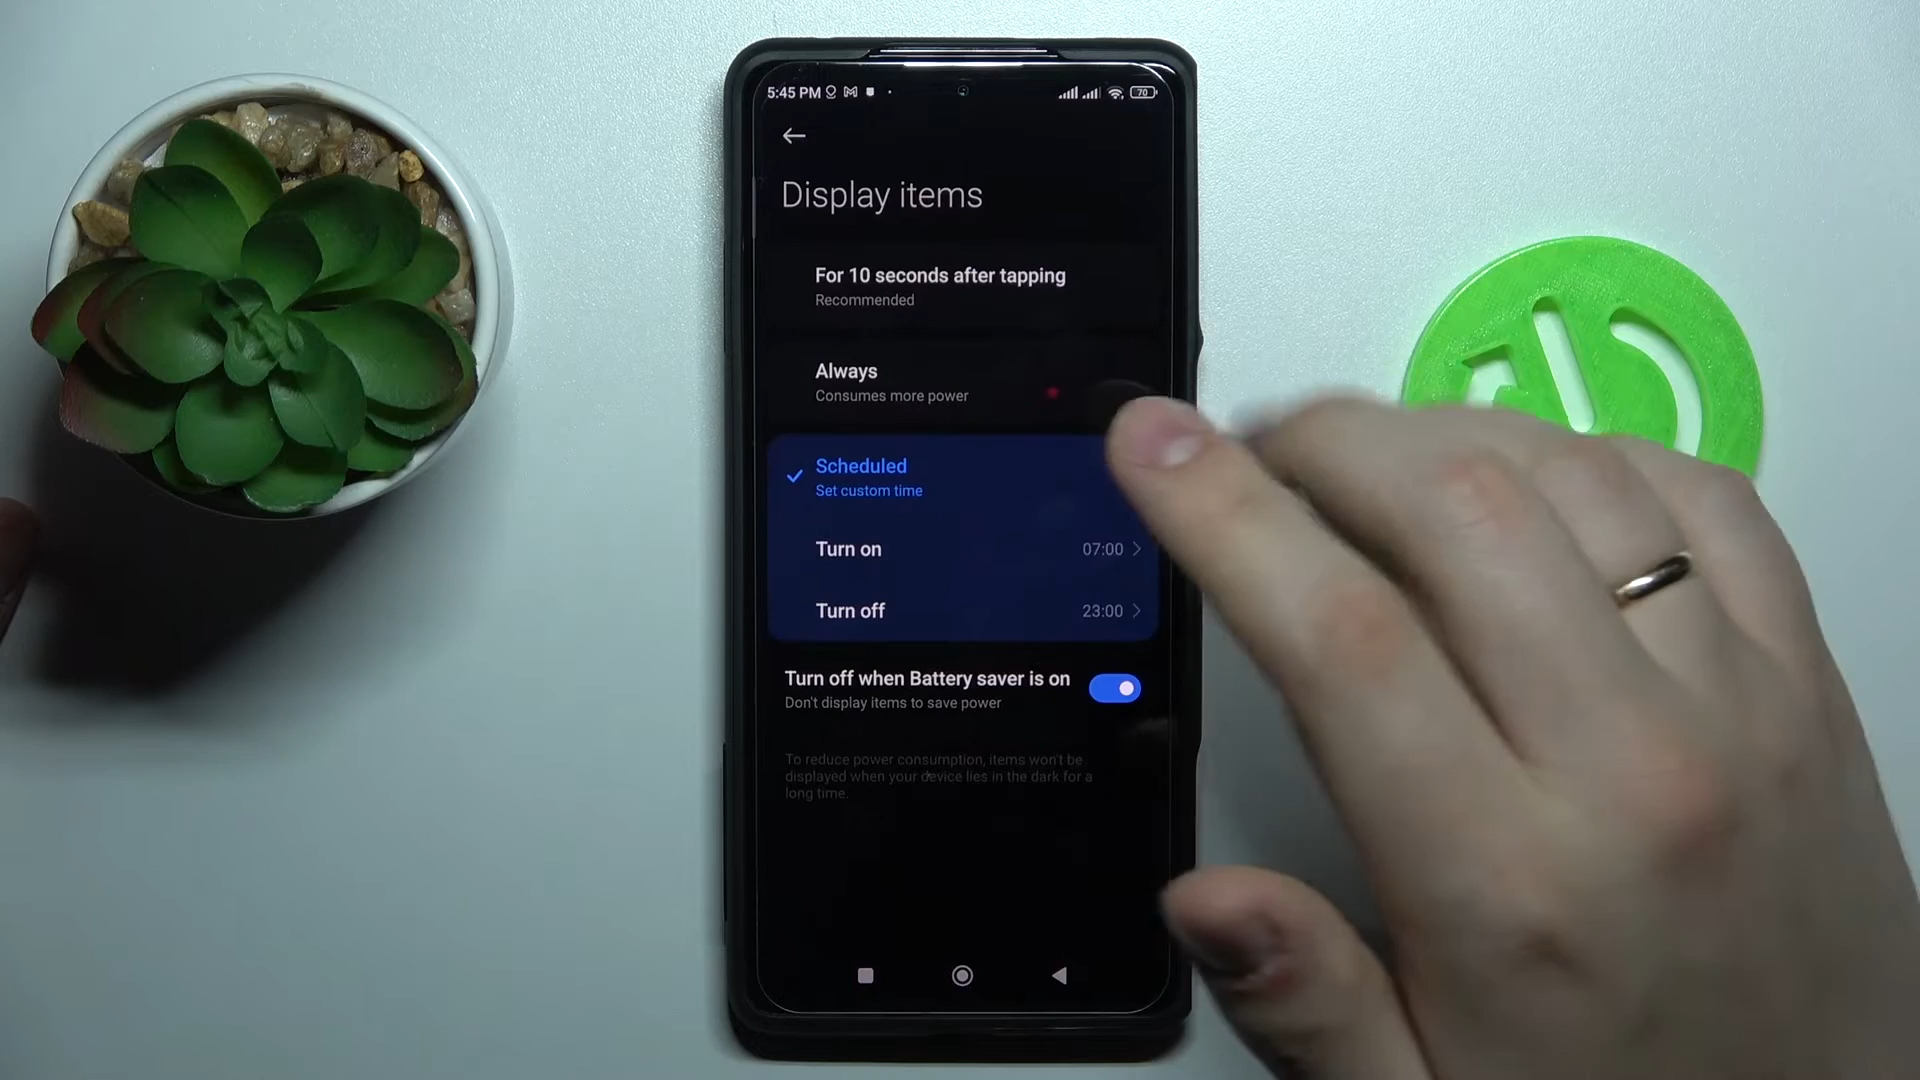 5:45 PM
70
Display items
For 10 seconds after tapping
Recommended
Always
Consumes more power
Scheduled
Set custom time
Turn on 07:00
Turn off 23:00
Turn off when Battery saver is on
Don't display items to save power
To reduce power consumption, items won't be
displayed when your device lies in the dark for a
long time.